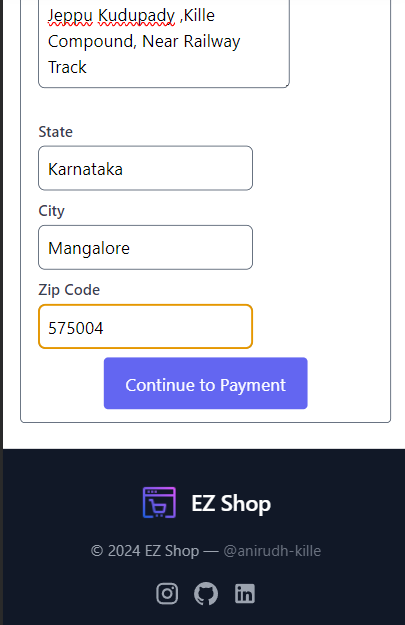 Jeppu Kudupady ,Kille
Compound, Near Railway
Track
State
Karnataka
City
Mangalore
Zip Code
575004
Continue to Payment
EZ Shop
© 2024 EZ Shop — @anirudh-kille